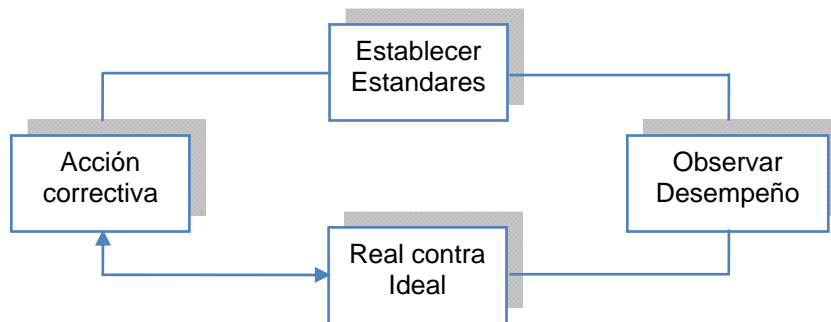 Establecer
Estandares
Acción
correctiva
Observar
Desempeño
Real contra
Ideal